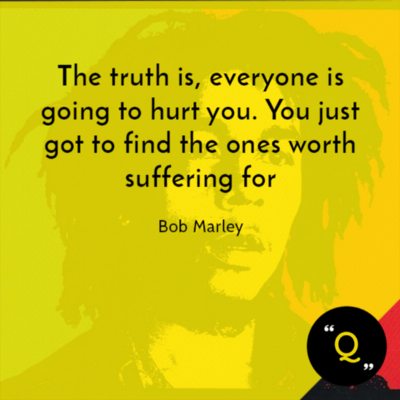 The truth is, everyone is
going to hurt you. You just
got to find the ones worth
suffering for
Bob Marley
“Q„